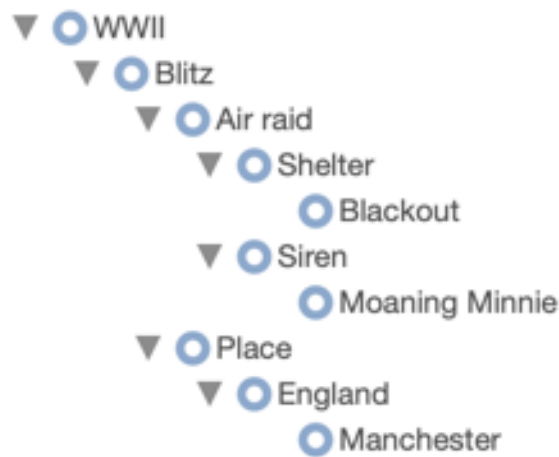 WWII
Blitz
Air raid
Shelter
Blackout
Siren
Moaning Minnie
Place
England
Manchester